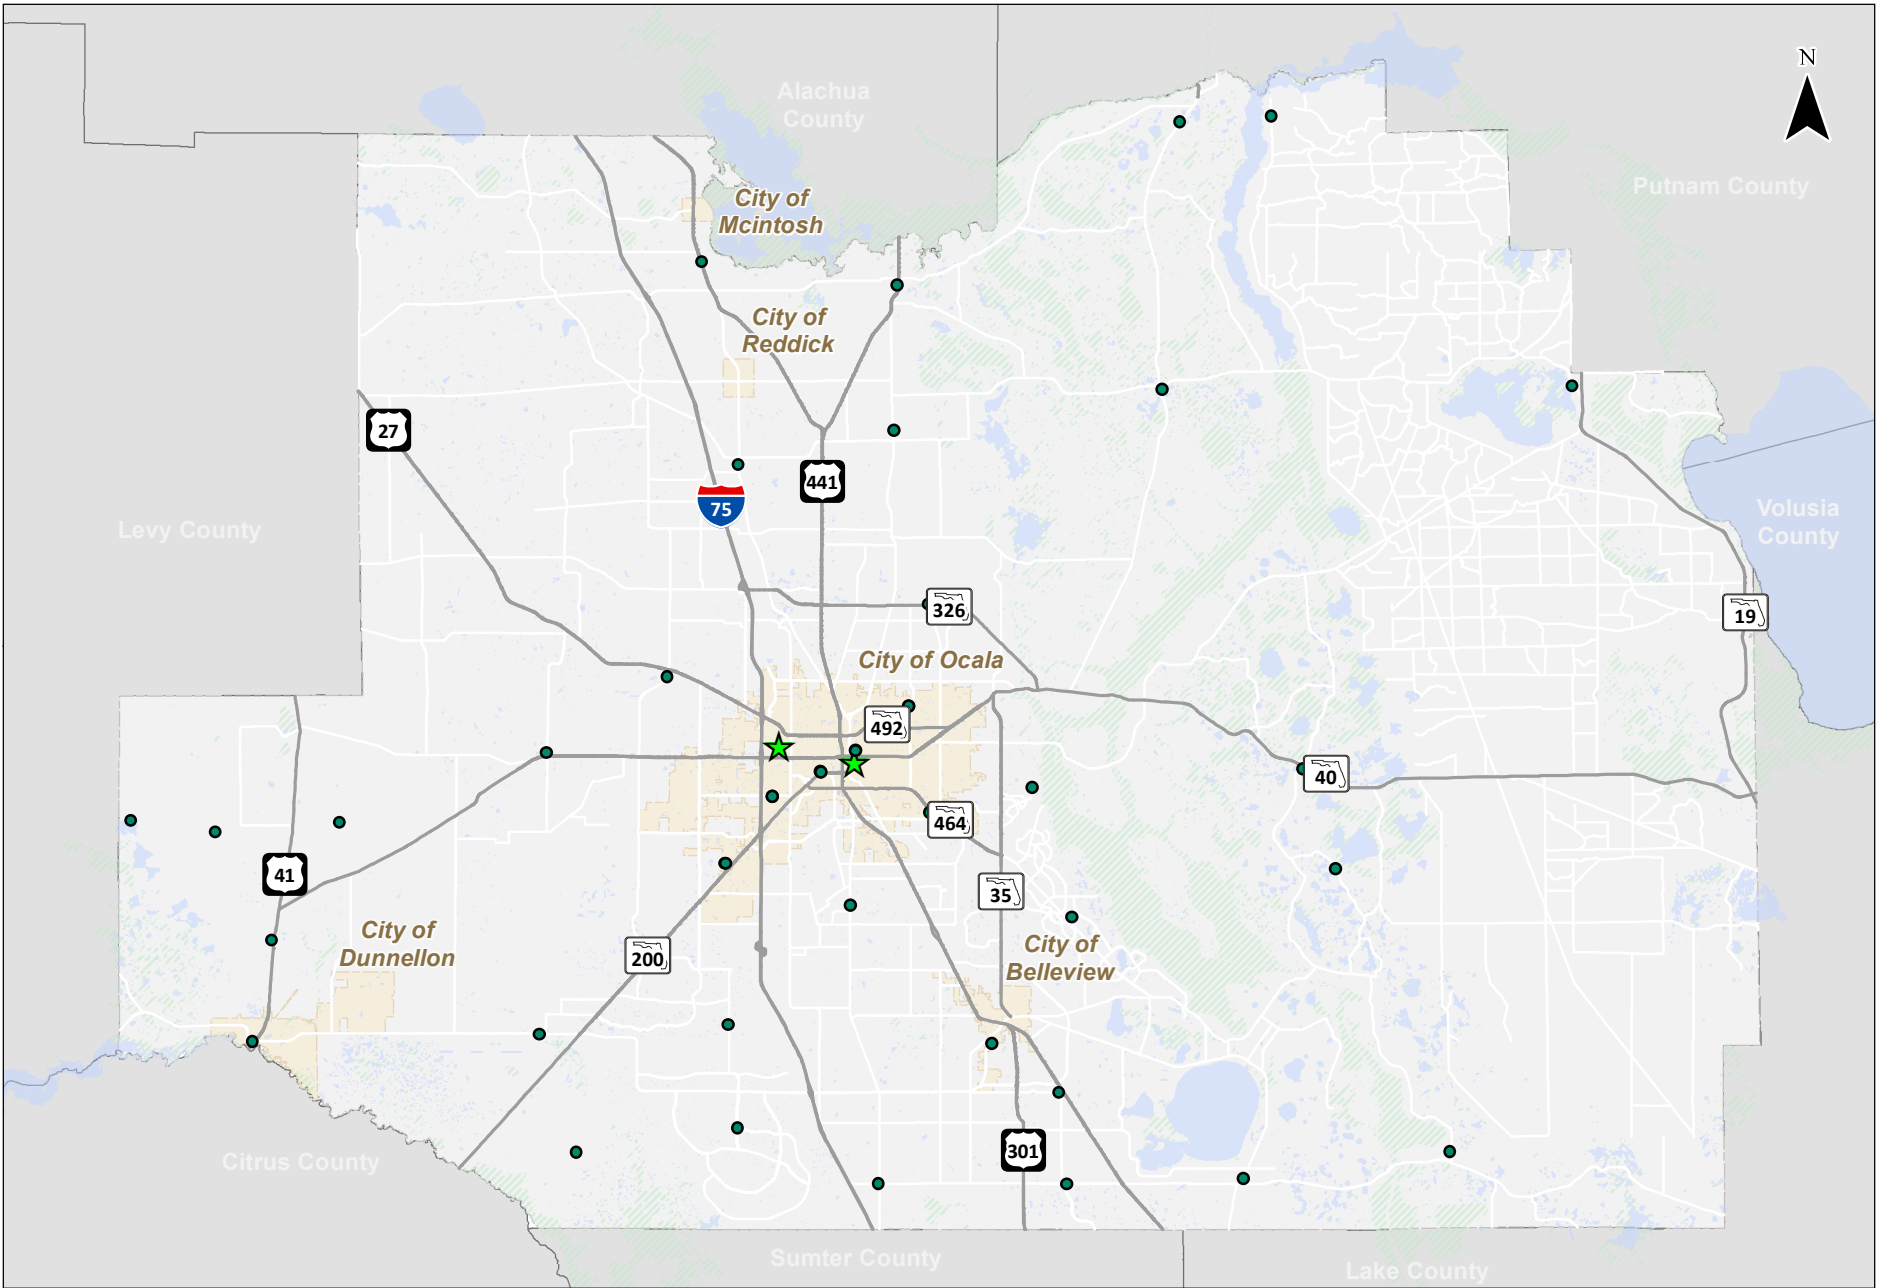 N
Alachua
County
Putnam County
City of
Mcintosh
City of
Reddick
27
441
75
Levy County
Volusia
County
326
19
City of Ocala
492
40
464
41
35
City of
Dunnellon
200
City of
Belleview
301
Citrus County
Sumter County
Lake County